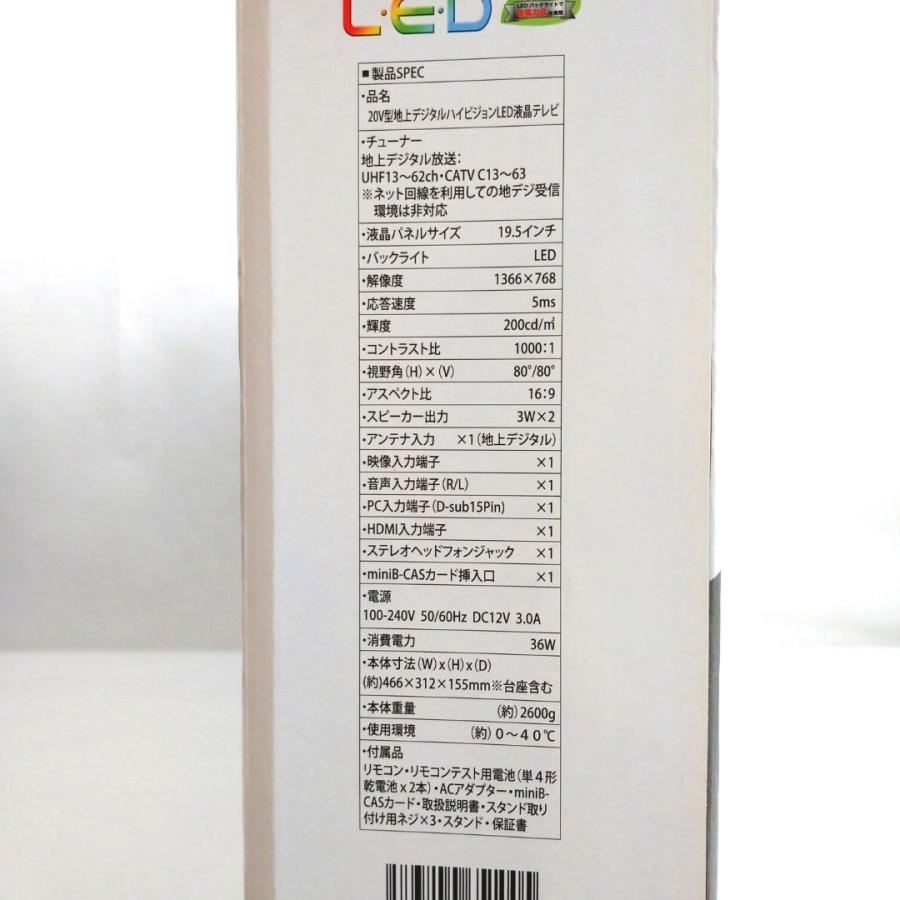 L・E・D
LEDバックライトで
■製品SPEC
・品名
20V型地上デジタルハイビジョンLED液晶テレビ
・チューナー
地上デジタル放送：
UHF13～62ch・CATV C13～63
※ネット回線を利用しての地デジ受信
環境は非対応
・液晶パネルサイズ 19.5インチ
・バックライト LED
・解像度 1366×768
・応答速度 5ms
・輝度 200cd/㎡
・コントラスト比 1000：1
・視野角（H）×（V） 80°/80°
・アスペクト比 16：9
・スピーカー出力 3W×2
・アンテナ入力 ×1（地上デジタル）
・映像入力端子 ×1
・音声入力端子（R/L） ×1
・PC入力端子（D-sub15Pin） ×1
・HDMI入力端子 ×1
・ステレオヘッドフォンジャック ×1
・miniB-CASカード挿入口 ×1
・電源
100-240V 50/60Hz DC12V 3.0A
・消費電力 36W
・本体寸法（W）x（H）x（D）
（約）466×312×155mm※台座含む
・本体重量 （約）2600g
・使用環境 （約）０～４０℃
・付属品
リモコン・リモコンテスト用電池（単４形
乾電池ｘ2本）・ACアダプター・miniB-
CASカード・取扱説明書・スタンド取り
付け用ネジ×3・スタンド・保証書